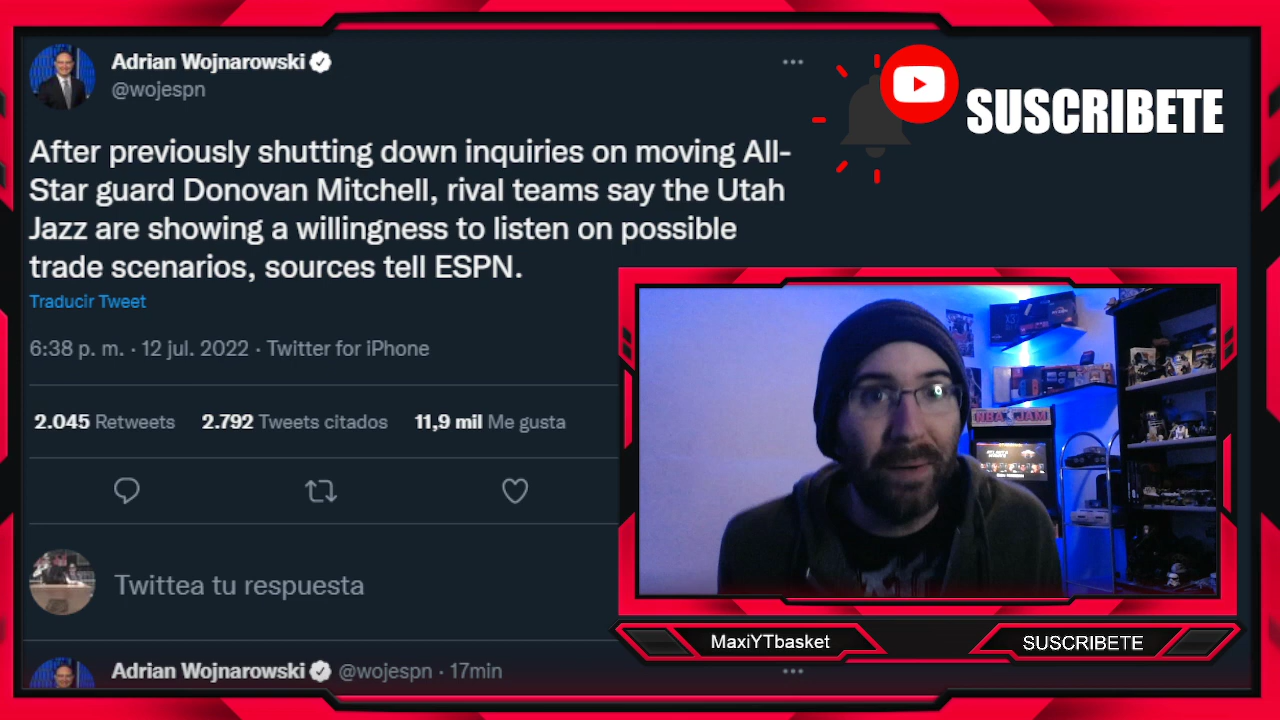 Adrian Wojnarowski
@wojespn
SUSCRIBETE
After previously shutting down inquiries on moving All-
Star guard Donovan Mitchell, rival teams say the Utah
Jazz are showing a willingness to listen on possible
trade scenarios, sources tell ESPN.
Traducir Tweet
6:38 p. m. · 12 jul. 2022 · Twitter for iPhone
2.045 Retweets 2.792 Tweets citados 11,9 mil Me gusta
NBA JAM
Twittea tu respuesta
MaxiYTbasket
SUSCRIBETE
Adrian Wojnarowski @wojespn · 17min